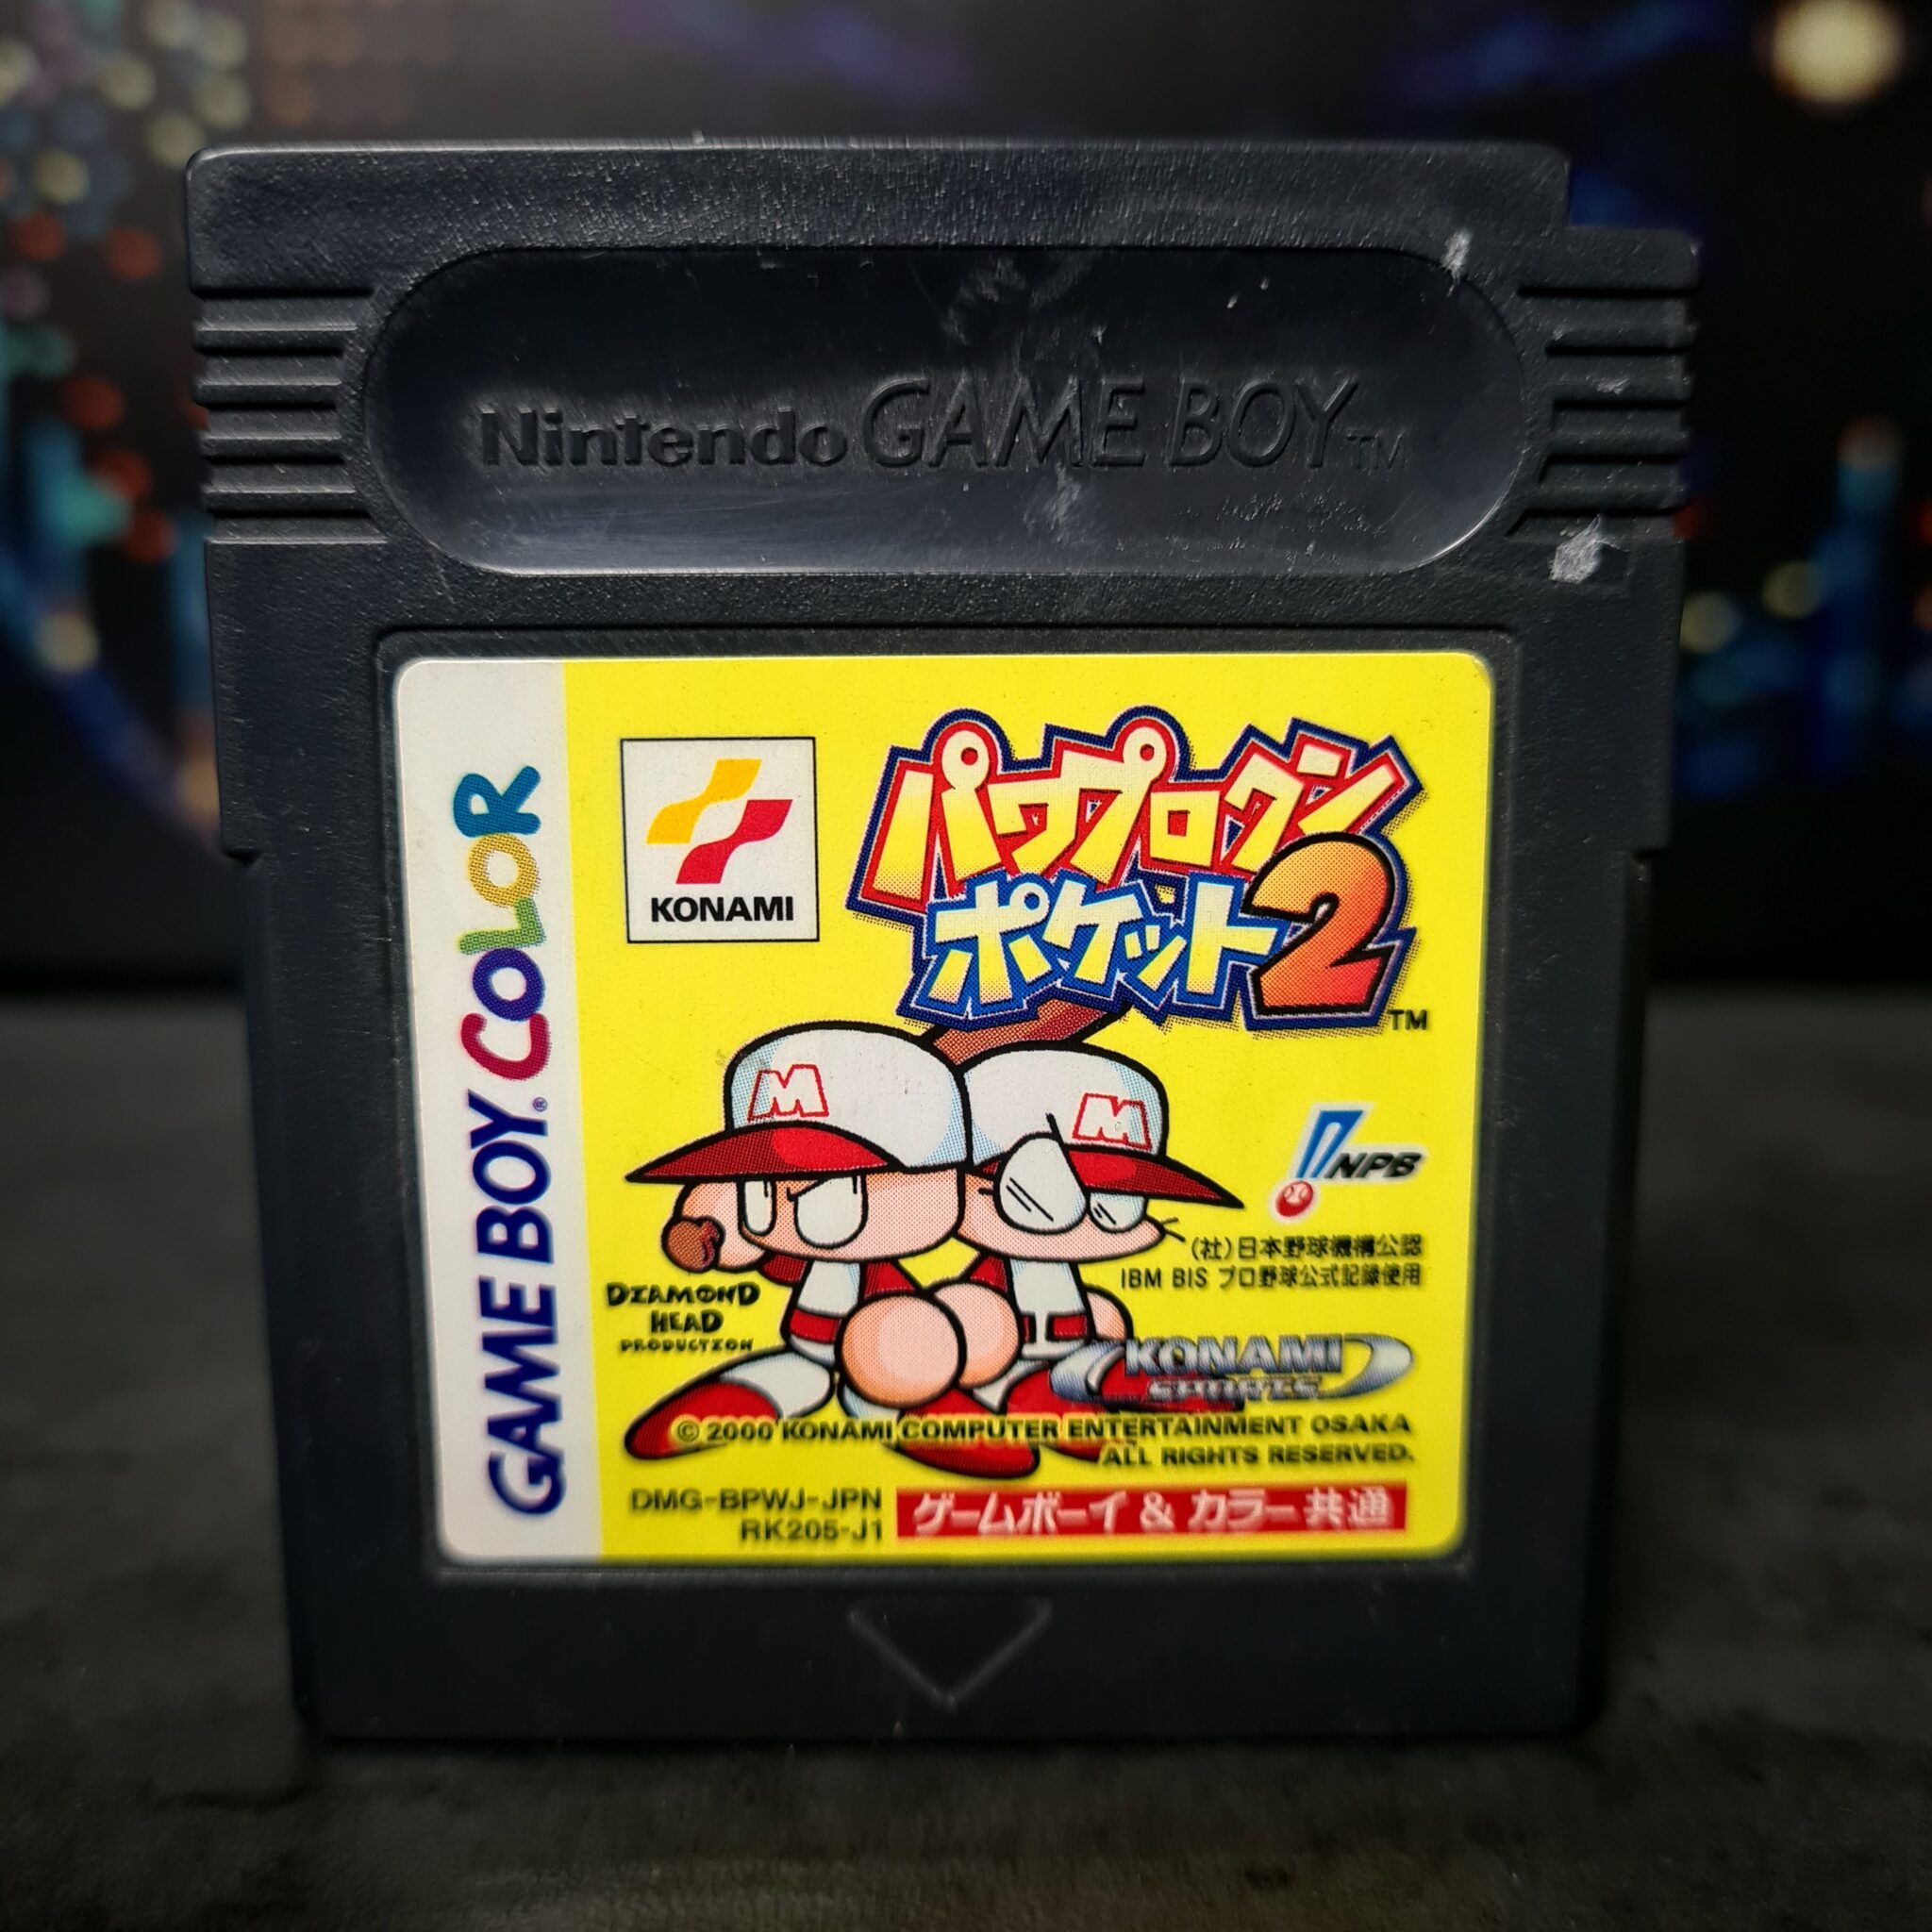 Nintendo GAME BOY TM
GAME BOY COLOR
®
KONAMI
パワプロクン
ポケット2
TM
M
M
NPB
(社)日本野球機構公認
IBM BIS プロ野球公式記録使用
DIAMOND
HEAD
PRODUCTION
KONAMI
SPORTS
© 2000 KONAMI COMPUTER ENTERTAINMENT OSAKA
ALL RIGHTS RESERVED.
DMG-BPWJ-JPN
RK205-J1
ゲームボーイ & カラー共通